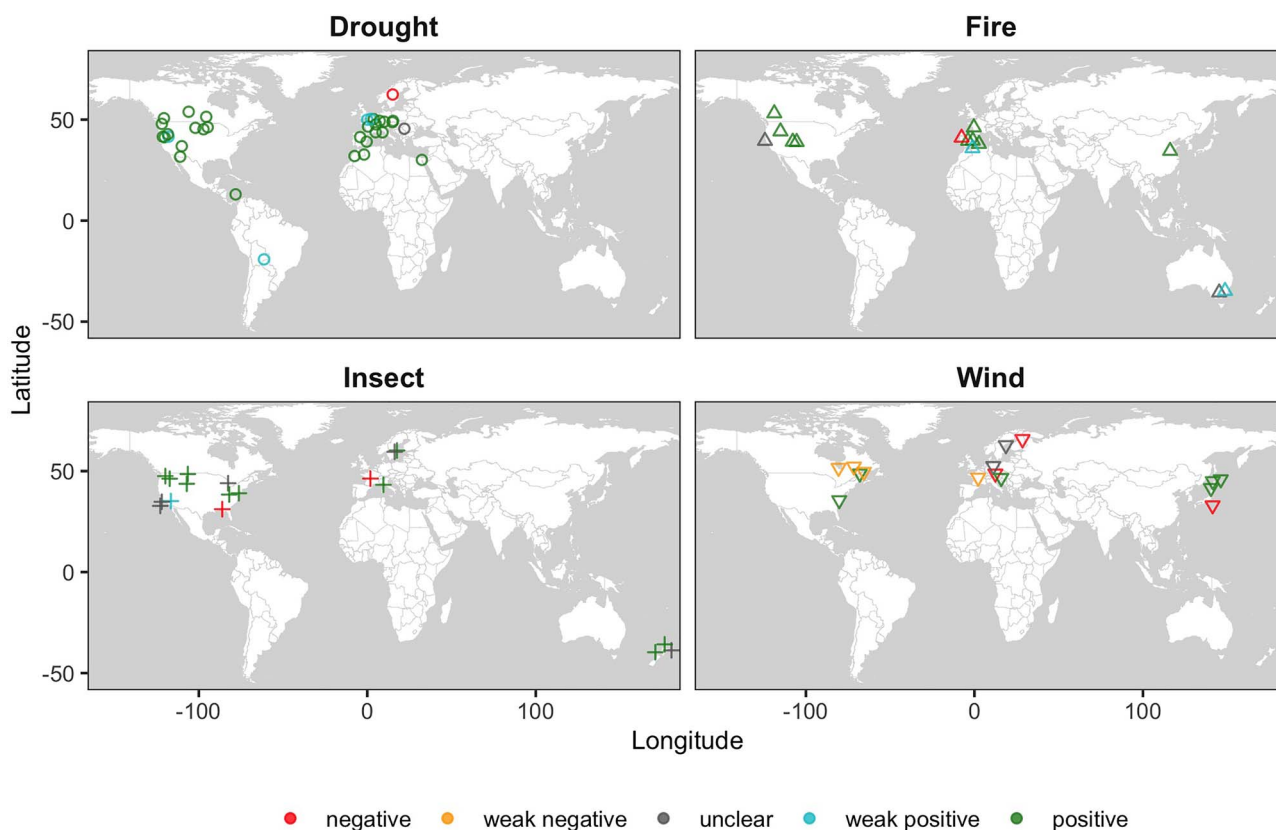 Drought
Fire
50
0
-50
Insect
Wind
50
0
-50
Latitude
-100 0 100
-100 0 100
Longitude
negative weak negative unclear weak positive positive